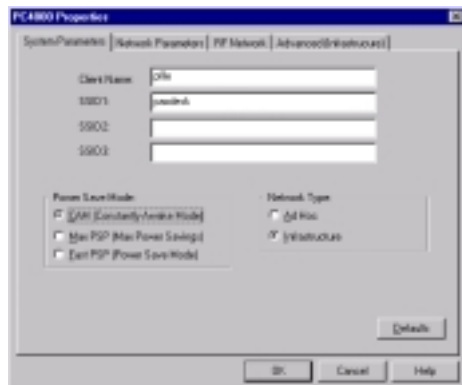 PC4800 Properties
System Parameters | Network Parameters | RF Network | Advanced (Infrastructure)
Client Name:
SSID1:
SSID2:
SSID3:
Power Save Mode:
CAM (Constantly Awake Mode)
Max PSP (Max Power Savings)
Fast PSP (Power Save Mode)
Network Type:
Ad Hoc
Infrastructure
Defaults
OK Cancel Help